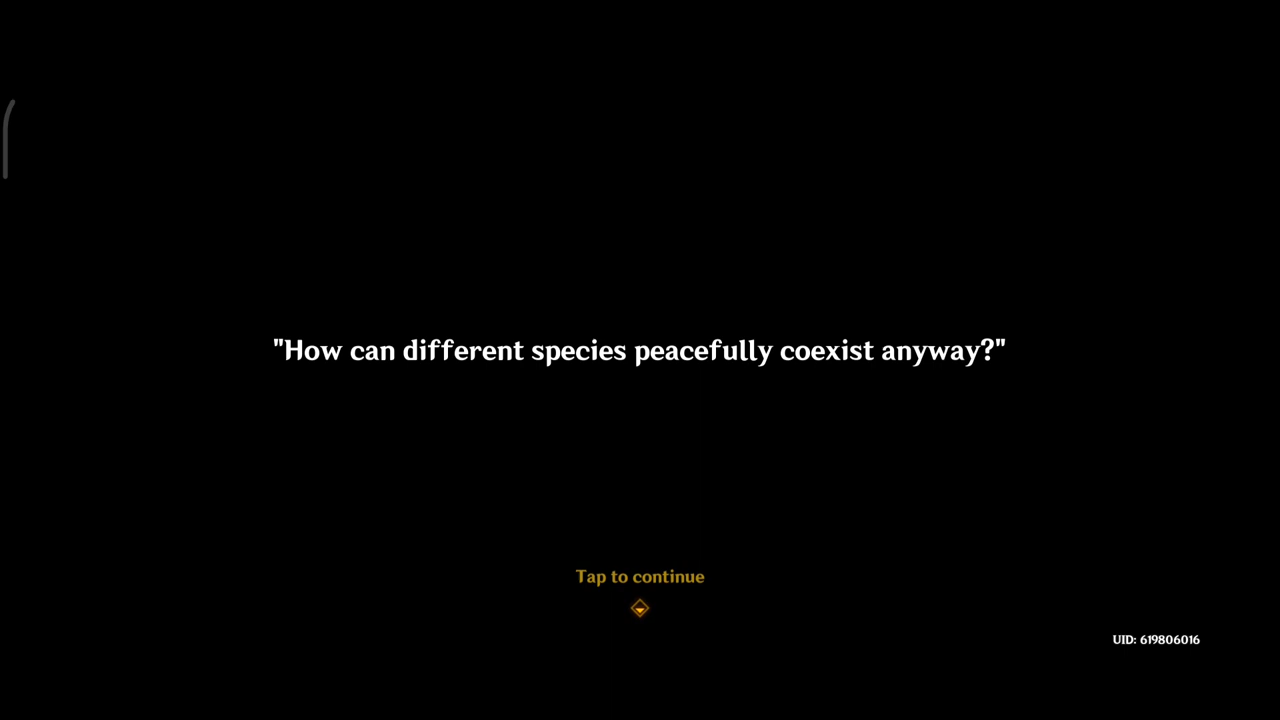 "How can different species peacefully coexist anyway?"
Tap to continue
UID: 619806016